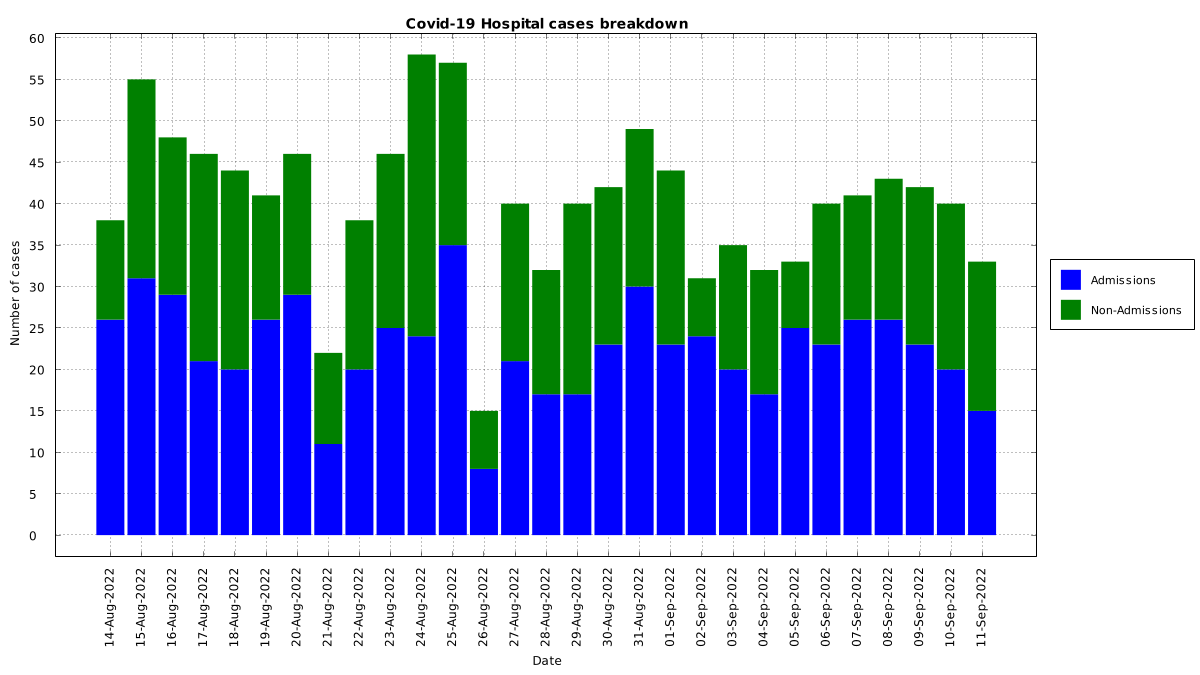 Covid-19 Hospital cases breakdown
60
55
50
45
40
35
30
25
20
15
10
5
0
Number of cases
Admissions
Non-Admissions
14-Aug-2022
15-Aug-2022
16-Aug-2022
17-Aug-2022
18-Aug-2022
19-Aug-2022
20-Aug-2022
21-Aug-2022
22-Aug-2022
23-Aug-2022
24-Aug-2022
25-Aug-2022
26-Aug-2022
27-Aug-2022
28-Aug-2022
29-Aug-2022
30-Aug-2022
31-Aug-2022
01-Sep-2022
02-Sep-2022
03-Sep-2022
04-Sep-2022
05-Sep-2022
06-Sep-2022
07-Sep-2022
08-Sep-2022
09-Sep-2022
10-Sep-2022
11-Sep-2022
Date